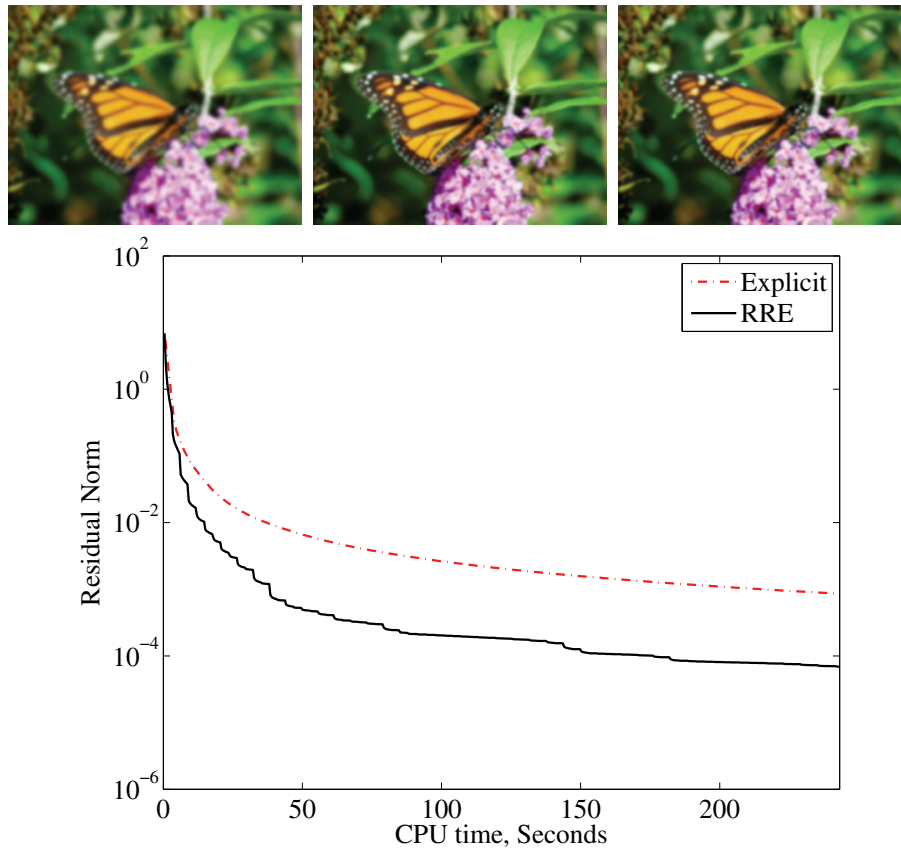 10^2
10^0
10^-2
10^-4
10^-6
Residual Norm
Explicit
RRE
0 50 100 150 200
CPU time, Seconds